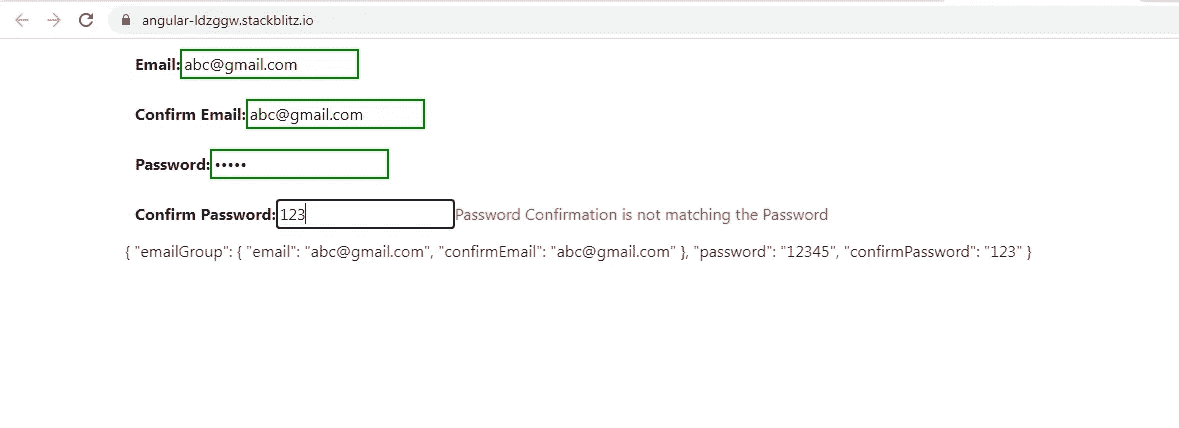 angular-ldzggw.stackblitz.io
Email: abc@gmail.com
Confirm Email: abc@gmail.com
Password: •••••
Confirm Password: 123 Password Confirmation is not matching the Password
{ "emailGroup": { "email": "abc@gmail.com", "confirmEmail": "abc@gmail.com" }, "password": "12345", "confirmPassword": "123" }